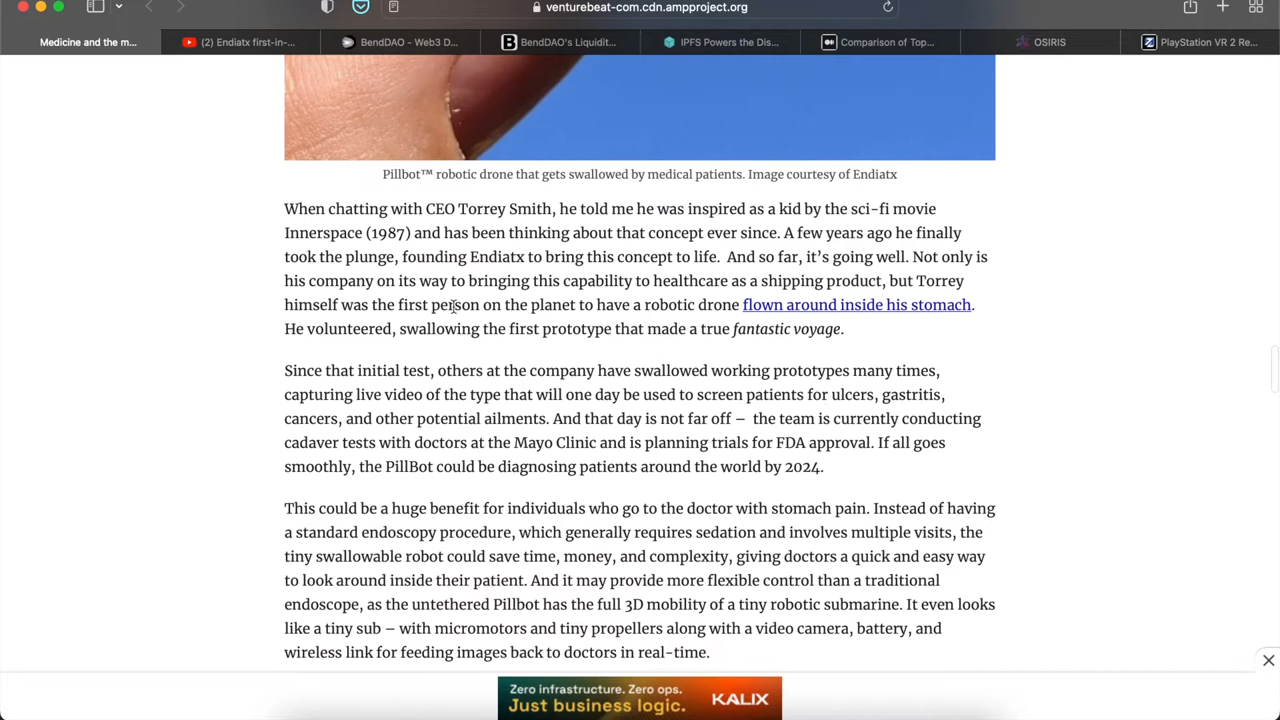 venturebeat-com.cdn.ampproject.org
Medicine and the m...
(2) Endiatx first-in-...
BendDAO - Web3 D...
BendDAO's Liquidit...
IPFS Powers the Dis...
Comparison of Top...
OSIRIS
PlayStation VR 2 Re...
Pillbot™ robotic drone that gets swallowed by medical patients. Image courtesy of Endiatx
When chatting with CEO Torrey Smith, he told me he was inspired as a kid by the sci-fi movie
Innerspace (1987) and has been thinking about that concept ever since. A few years ago he finally
took the plunge, founding Endiatx to bring this concept to life.  And so far, it's going well. Not only is
his company on its way to bringing this capability to healthcare as a shipping product, but Torrey
himself was the first person on the planet to have a robotic drone flown around inside his stomach.
He volunteered, swallowing the first prototype that made a true fantastic voyage.
Since that initial test, others at the company have swallowed working prototypes many times,
capturing live video of the type that will one day be used to screen patients for ulcers, gastritis,
cancers, and other potential ailments. And that day is not far off –  the team is currently conducting
cadaver tests with doctors at the Mayo Clinic and is planning trials for FDA approval. If all goes
smoothly, the PillBot could be diagnosing patients around the world by 2024.
This could be a huge benefit for individuals who go to the doctor with stomach pain. Instead of having
a standard endoscopy procedure, which generally requires sedation and involves multiple visits, the
tiny swallowable robot could save time, money, and complexity, giving doctors a quick and easy way
to look around inside their patient. And it may provide more flexible control than a traditional
endoscope, as the untethered Pillbot has the full 3D mobility of a tiny robotic submarine. It even looks
like a tiny sub – with micromotors and tiny propellers along with a video camera, battery, and
wireless link for feeding images back to doctors in real-time.
Zero infrastructure. Zero ops.
Just business logic.
KALIX